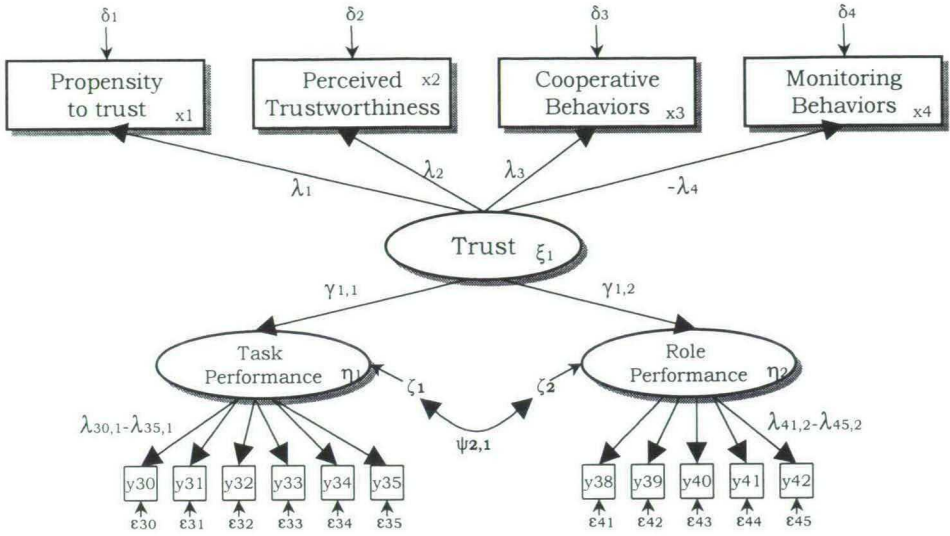 δ1 δ2 δ3 δ4
Propensity
to trust x1
Perceived x2
Trustworthiness
Cooperative
Behaviors x3
Monitoring
Behaviors x4
λ1 λ2 λ3 -λ4
Trust ξ1
γ1,1 γ1,2
Task
Performance η1
Role
Performance η2
ζ1 ζ2
ψ2,1
λ30,1-λ35,1 λ41,2-λ45,2
y30 y31 y32 y33 y34 y35 y38 y39 y40 y41 y42
ε30 ε31 ε32 ε33 ε34 ε35 ε41 ε42 ε43 ε44 ε45